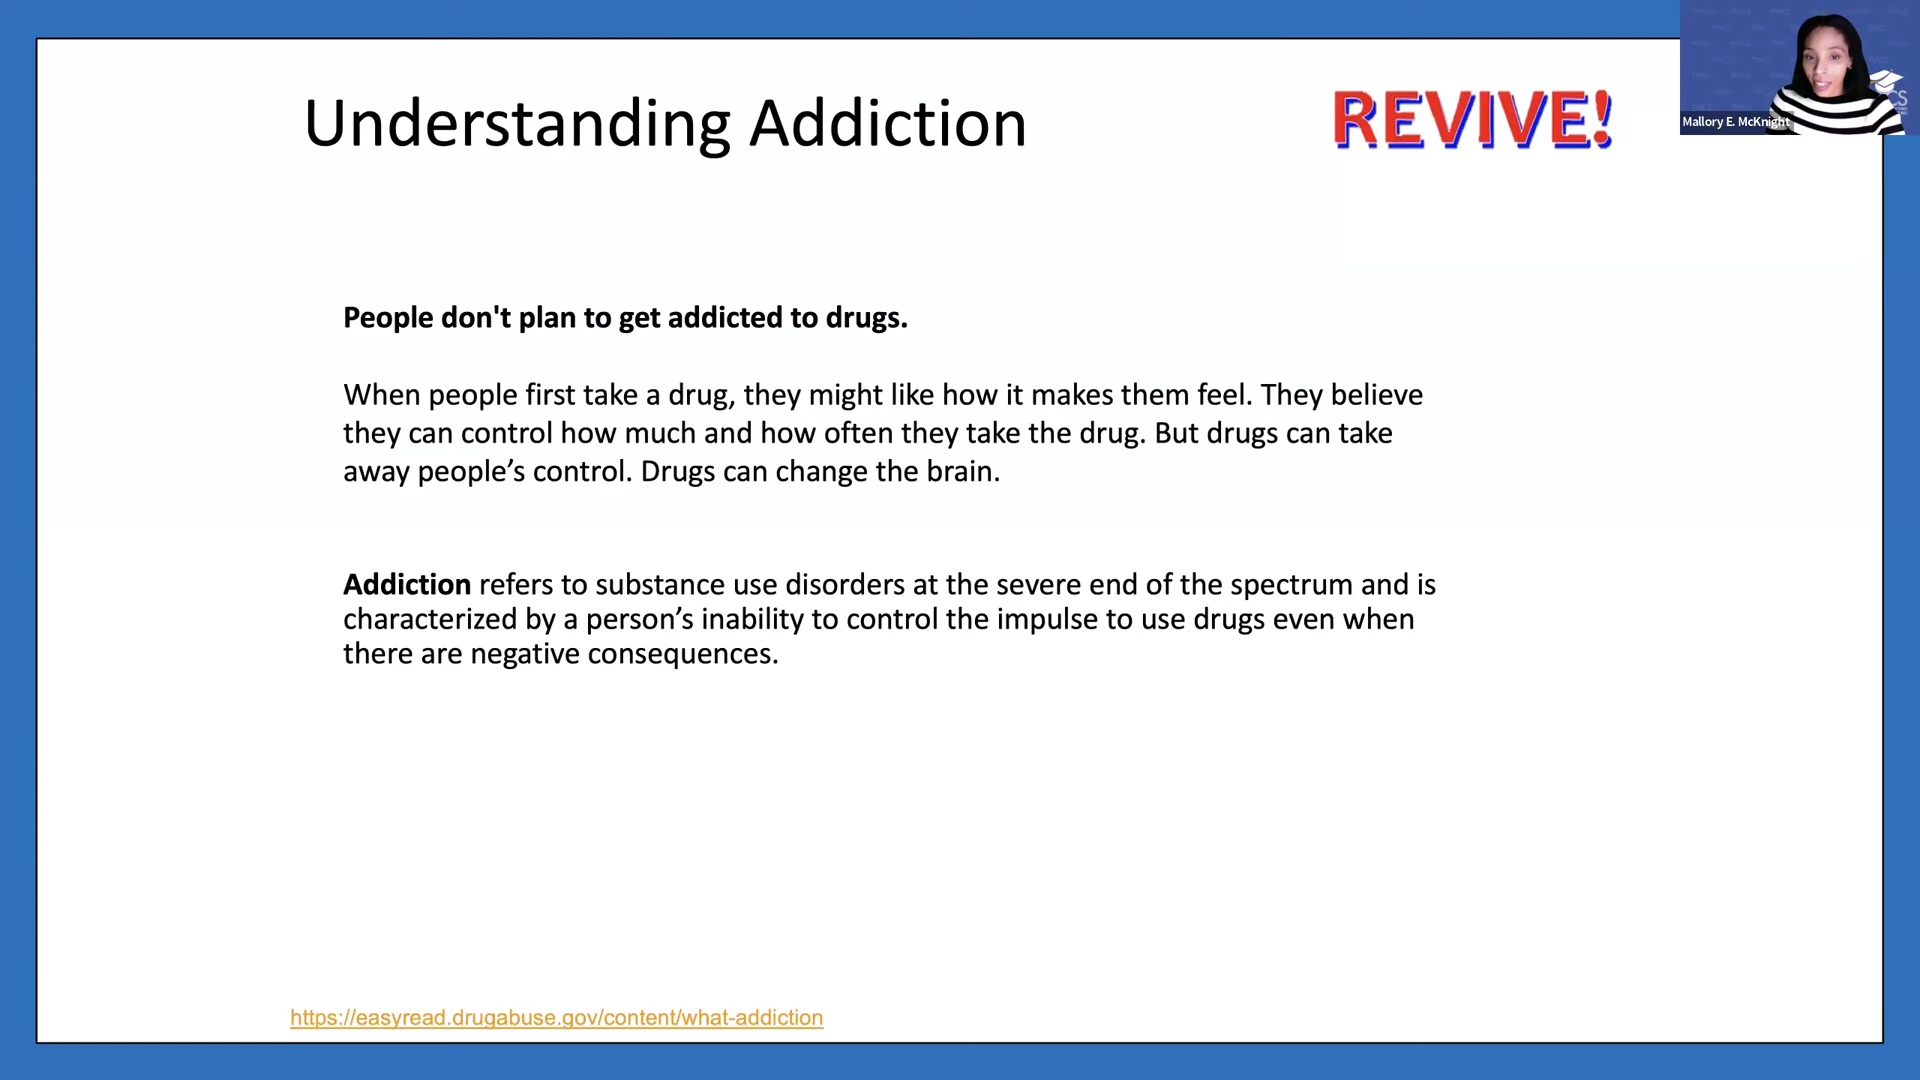 Understanding Addiction
REVIVE!
Mallory E. McKnight
People don't plan to get addicted to drugs.
When people first take a drug, they might like how it makes them feel. They believe
they can control how much and how often they take the drug. But drugs can take
away people’s control. Drugs can change the brain.
Addiction refers to substance use disorders at the severe end of the spectrum and is
characterized by a person’s inability to control the impulse to use drugs even when
there are negative consequences.
https://easyread.drugabuse.gov/content/what-addiction